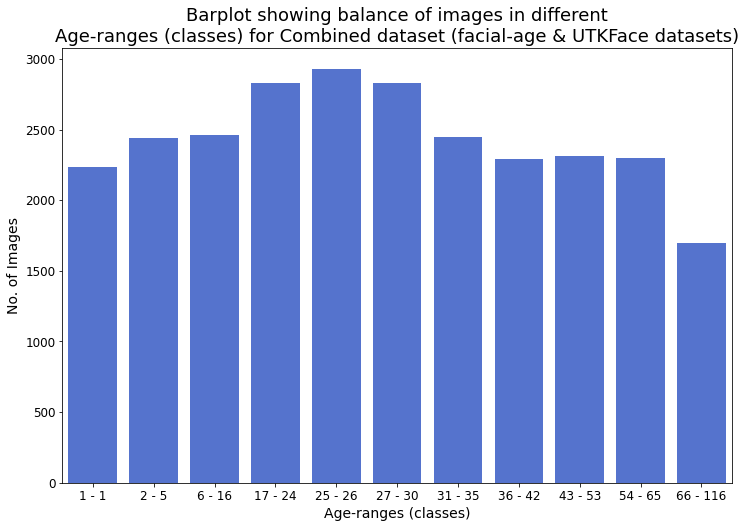 Barplot showing balance of images in different
Age-ranges (classes) for Combined dataset (facial-age & UTKFace datasets)
No. of Images
3000
2500
2000
1500
1000
500
0
1 - 1 2 - 5 6 - 16 17 - 24 25 - 26 27 - 30 31 - 35 36 - 42 43 - 53 54 - 65 66 - 116
Age-ranges (classes)